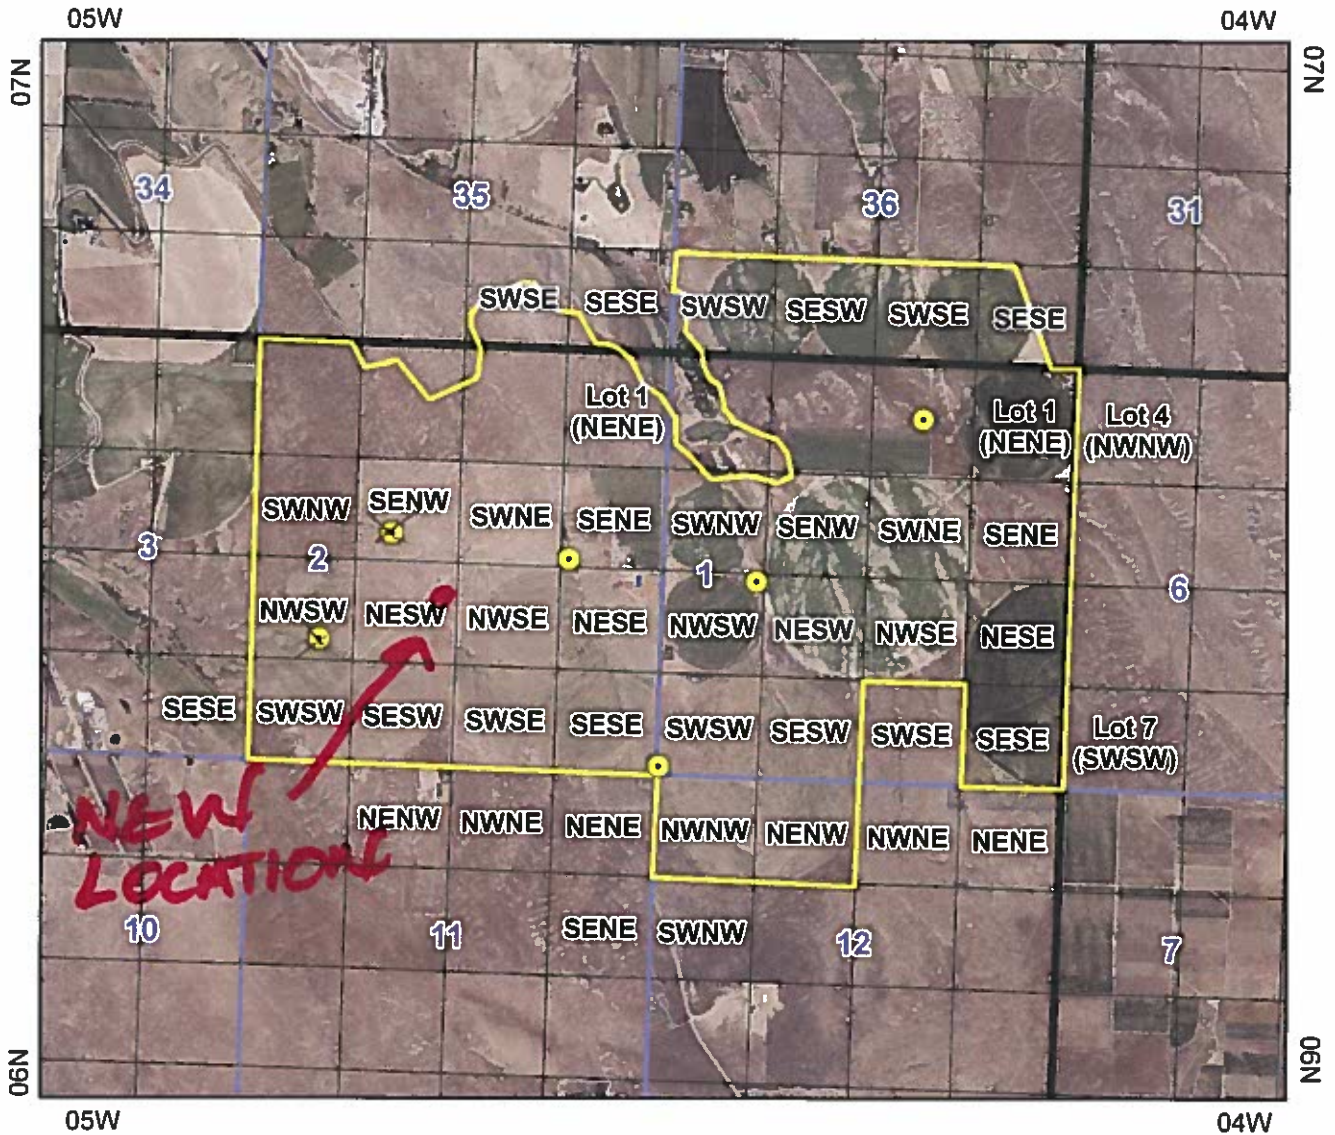 05W 04W
07N 07N
34 35 36 31
SWSE SESE SWSW SESW SWSE SESE
Lot 1
(NENE)
Lot 1
(NENE)
Lot 4
(NWNW)
SWNW SENW SWNE SENE SWNW SENW SWNE SENE
3 2 1 6
NWSW NESW NWSE NESE NWSW NESW NWSE NESE
SESE SWSW SESW SWSE SESE SWSW SESW SWSE SESE
Lot 7
(SWSW)
NEW
LOCATION
NENW NWNE NENE NWNW NENW NWNE NENE
10 11 SENE SWNW 12 7
06N 06N
05W 04W